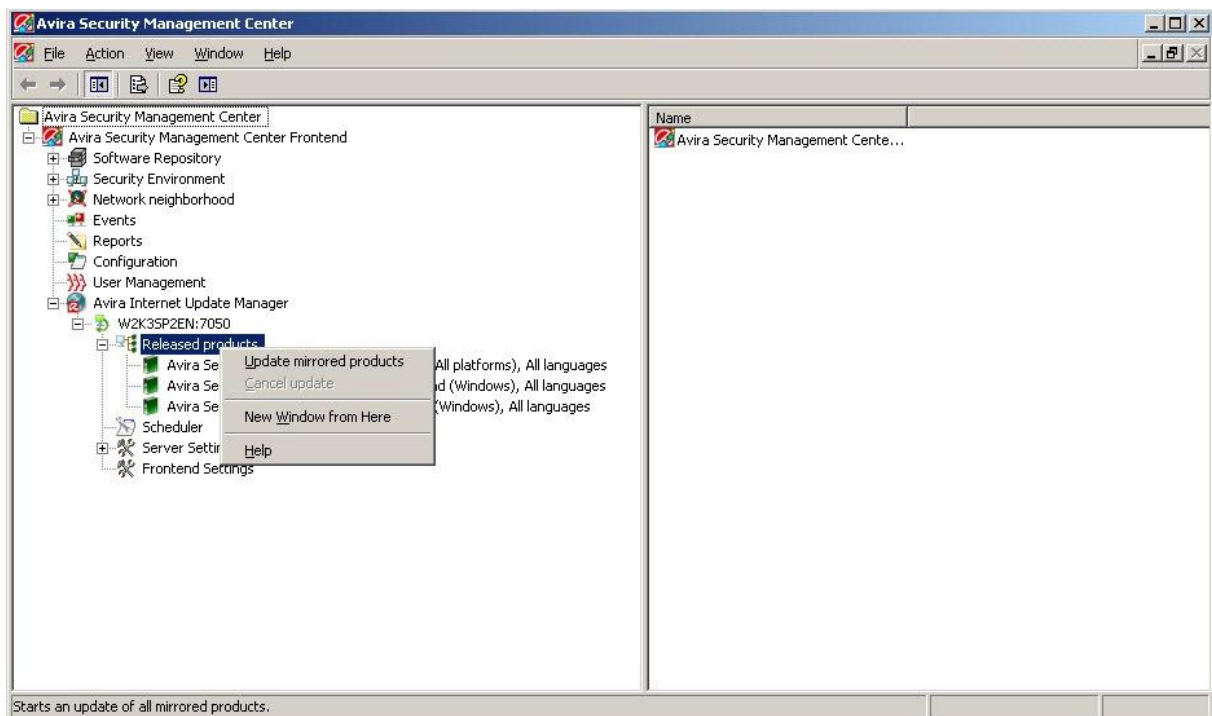 Avira Security Management Center
File Action View Window Help
Avira Security Management Center
Avira Security Management Center Frontend
Software Repository
Security Environment
Network neighborhood
Events
Reports
Configuration
User Management
Avira Internet Update Manager
W2K3SP2EN:7050
Released products
Avira Se
All platforms), All languages
Avira Se
d (Windows), All languages
Avira Se
(Windows), All languages
Scheduler
Server Settin
Frontend Settings
Update mirrored products
Cancel update
New Window from Here
Help
Name
Avira Security Management Cente...
Starts an update of all mirrored products.